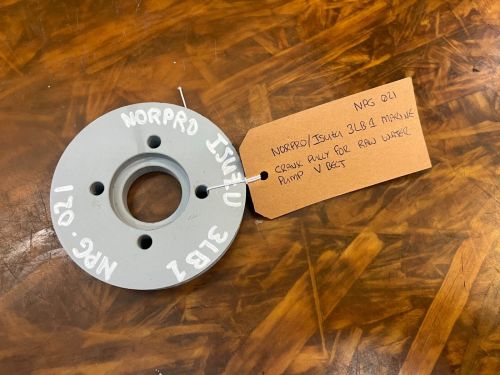 NORPRO ISUZU 3LB1
NPG.021
NPG 021
NORPRO/ISUZU 3LB1 MARINE
CRANK PULLY FOR RAW WATER
PUMP V BELT